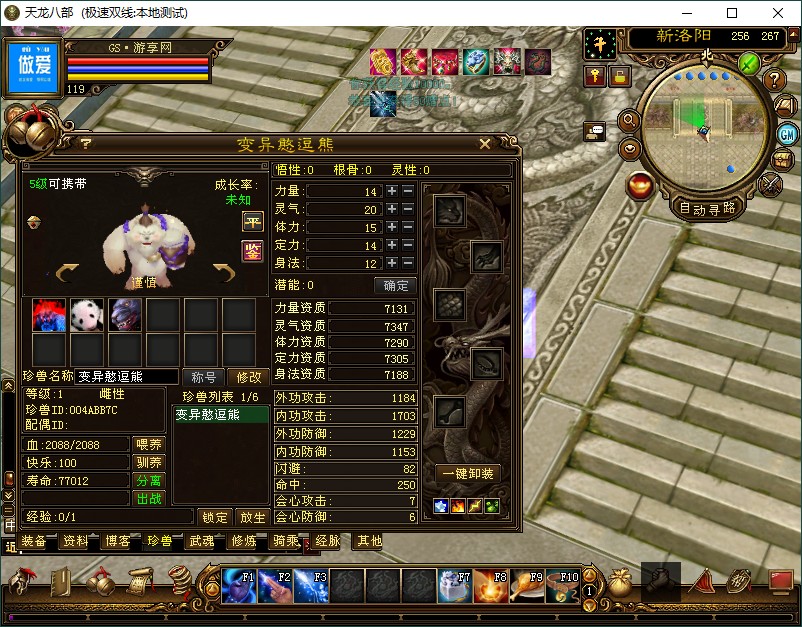 天龙八部 (极速双线:本地测试)
做爱
GS·游享网
119
新洛阳 256 267
北
GM
自动寻路
变异憨逗熊
5级可携带
成长率:
未知
平
鉴
谨慎
悟性:0 根骨:0 灵性:0
力量: 14
灵气: 20
体力: 15
定力: 14
身法: 12
潜能:0 确定
力量资质 7131
灵气资质 7347
体力资质 7290
定力资质 7305
身法资质 7188
外功攻击: 1184
内功攻击: 1703
外功防御: 1229
内功防御: 1153
闪避: 82
命中: 250
会心攻击: 7
会心防御: 6
一键卸装
珍兽名称 变异憨逗熊 称号 修改
等级:1 雌性
珍兽ID:004ABB7C
配偶ID:
珍兽列表 1/6
变异憨逗熊
血:2088/2088 喂养
快乐:100 驯养
寿命:77012 分离
出战
经验:0/1 锁定 放生
装备 资料 博客 珍兽 武魂 修炼 骑乘 经脉 其他
F1 F2 F3 F7 F8 F9 F10 1